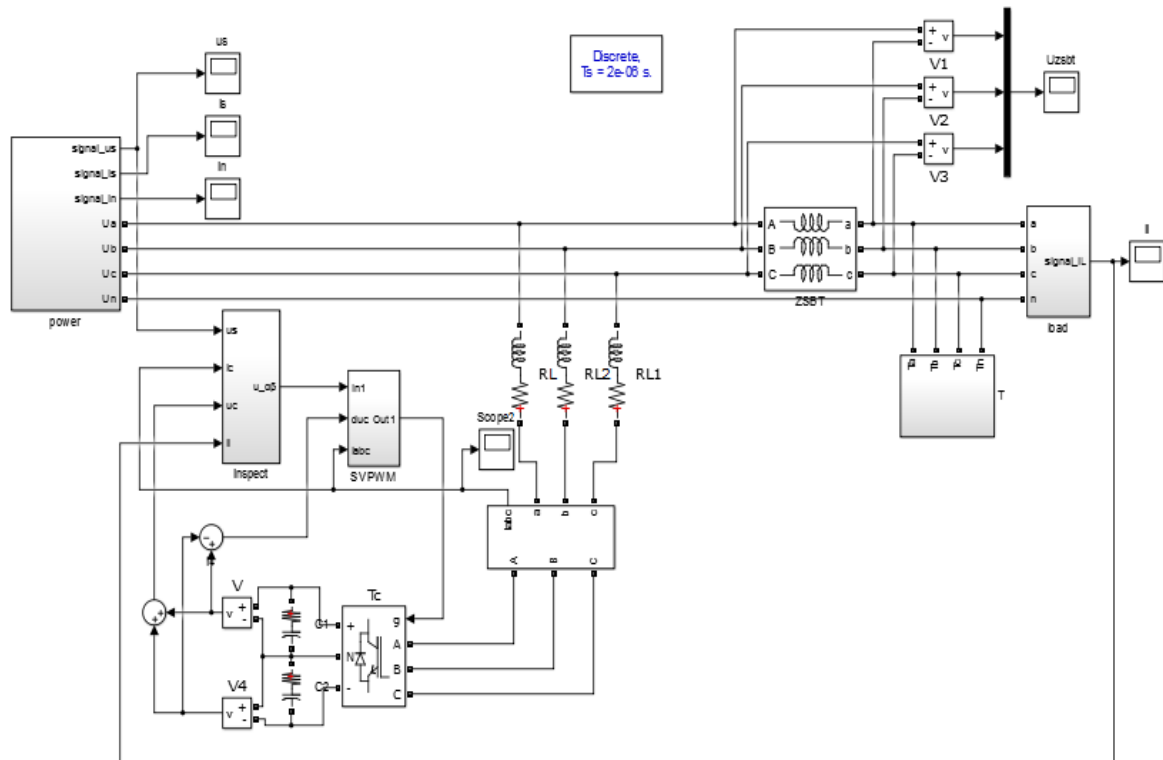 us
Is
In
Discrete,
Ts = 2e-06 s.
+
-
v
V1
+
-
v
V2
+
-
v
V3
Uzsbt
signal_us
signal_Is
signal_In
Ua
Ub
Uc
Un
power
A
B
C
a
b
c
ZSBT
a
b
c
n
signal_IL
load
Il
us
Ic
uc
Il
u_αβ
Inspect
In1
duc
Iabc
Out1
SVPWM
Scope2
RL
RL2
RL1
T
Iabc
a
b
c
A
B
C
V
+
-
v
V4
+
-
v
C1
C2
Tc
+
N
-
g
A
B
C